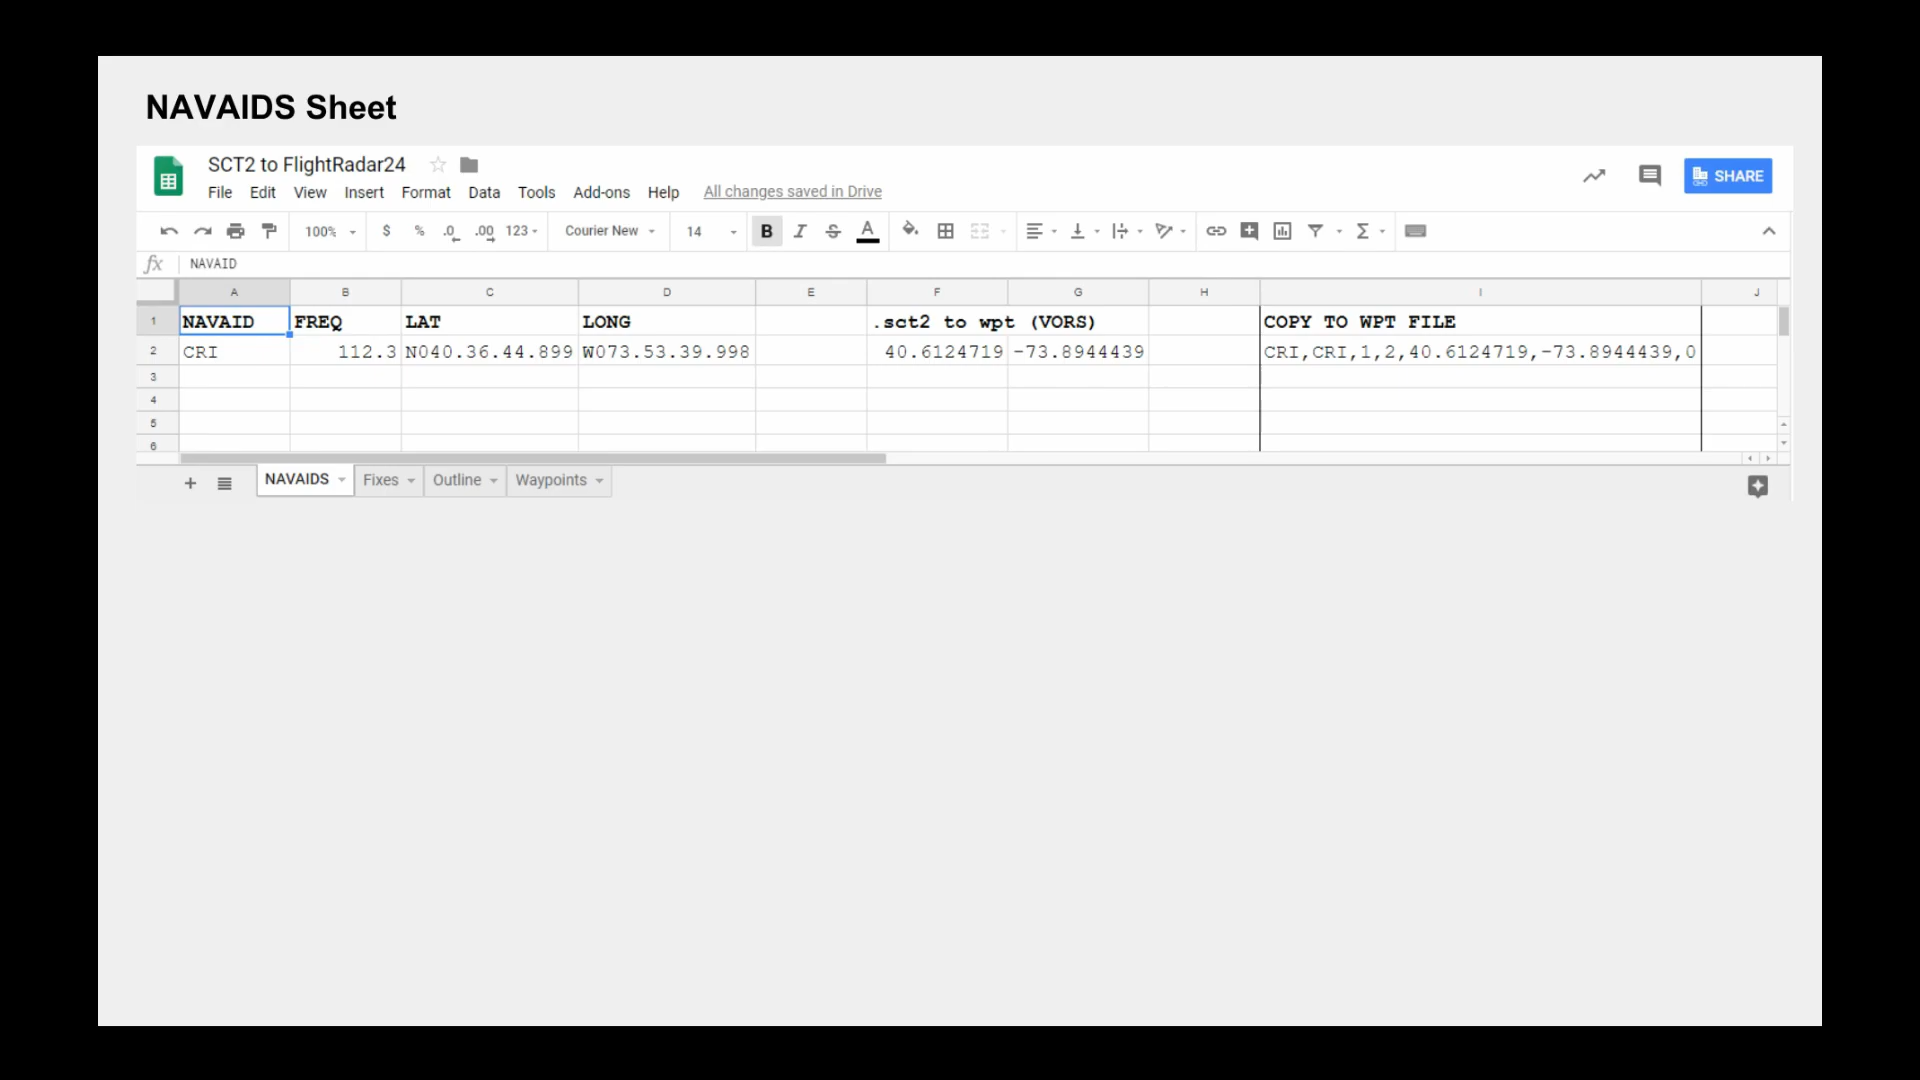 NAVAIDS Sheet
SCT2 to FlightRadar24
File Edit View Insert Format Data Tools Add-ons Help All changes saved in Drive
SHARE
100% $ % .0 .00 123 Courier New 14 B I S A
fx NAVAID
A B C D E F G H I J
1 NAVAID FREQ LAT LONG .sct2 to wpt (VORS) COPY TO WPT FILE
2 CRI 112.3 N040.36.44.899 W073.53.39.998 40.6124719 -73.8944439 CRI,CRI,1,2,40.6124719,-73.8944439,0
3
4
5
6
NAVAIDS Fixes Outline Waypoints